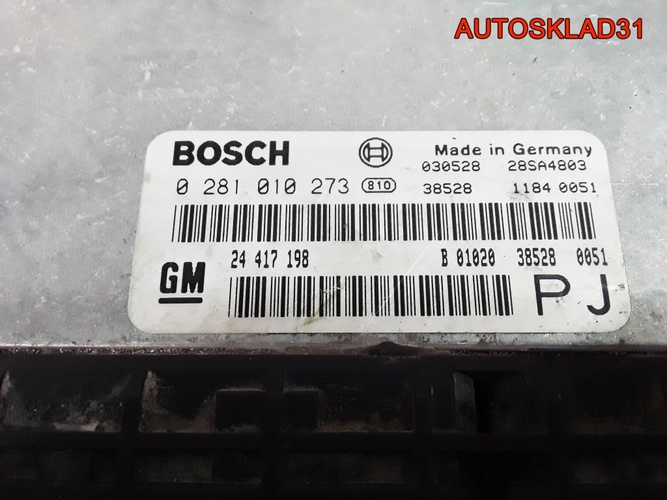 AUTOSKLAD31
BOSCH Made in Germany
030528 28SA4803
0 281 010 273 810 38528 1184 0051
GM 24 417 198 B 01020 38528 0051
PJ